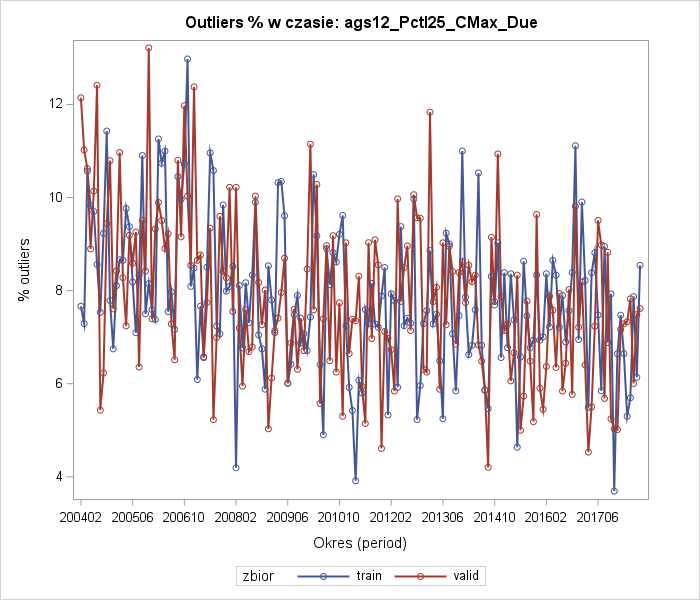 Outliers % w czasie: ags12_Pctl25_CMax_Due
12
10
8
6
4
% outliers
200402 200506 200610 200802 200906 201010 201202 201306 201410 201602 201706
Okres (period)
zbior train valid